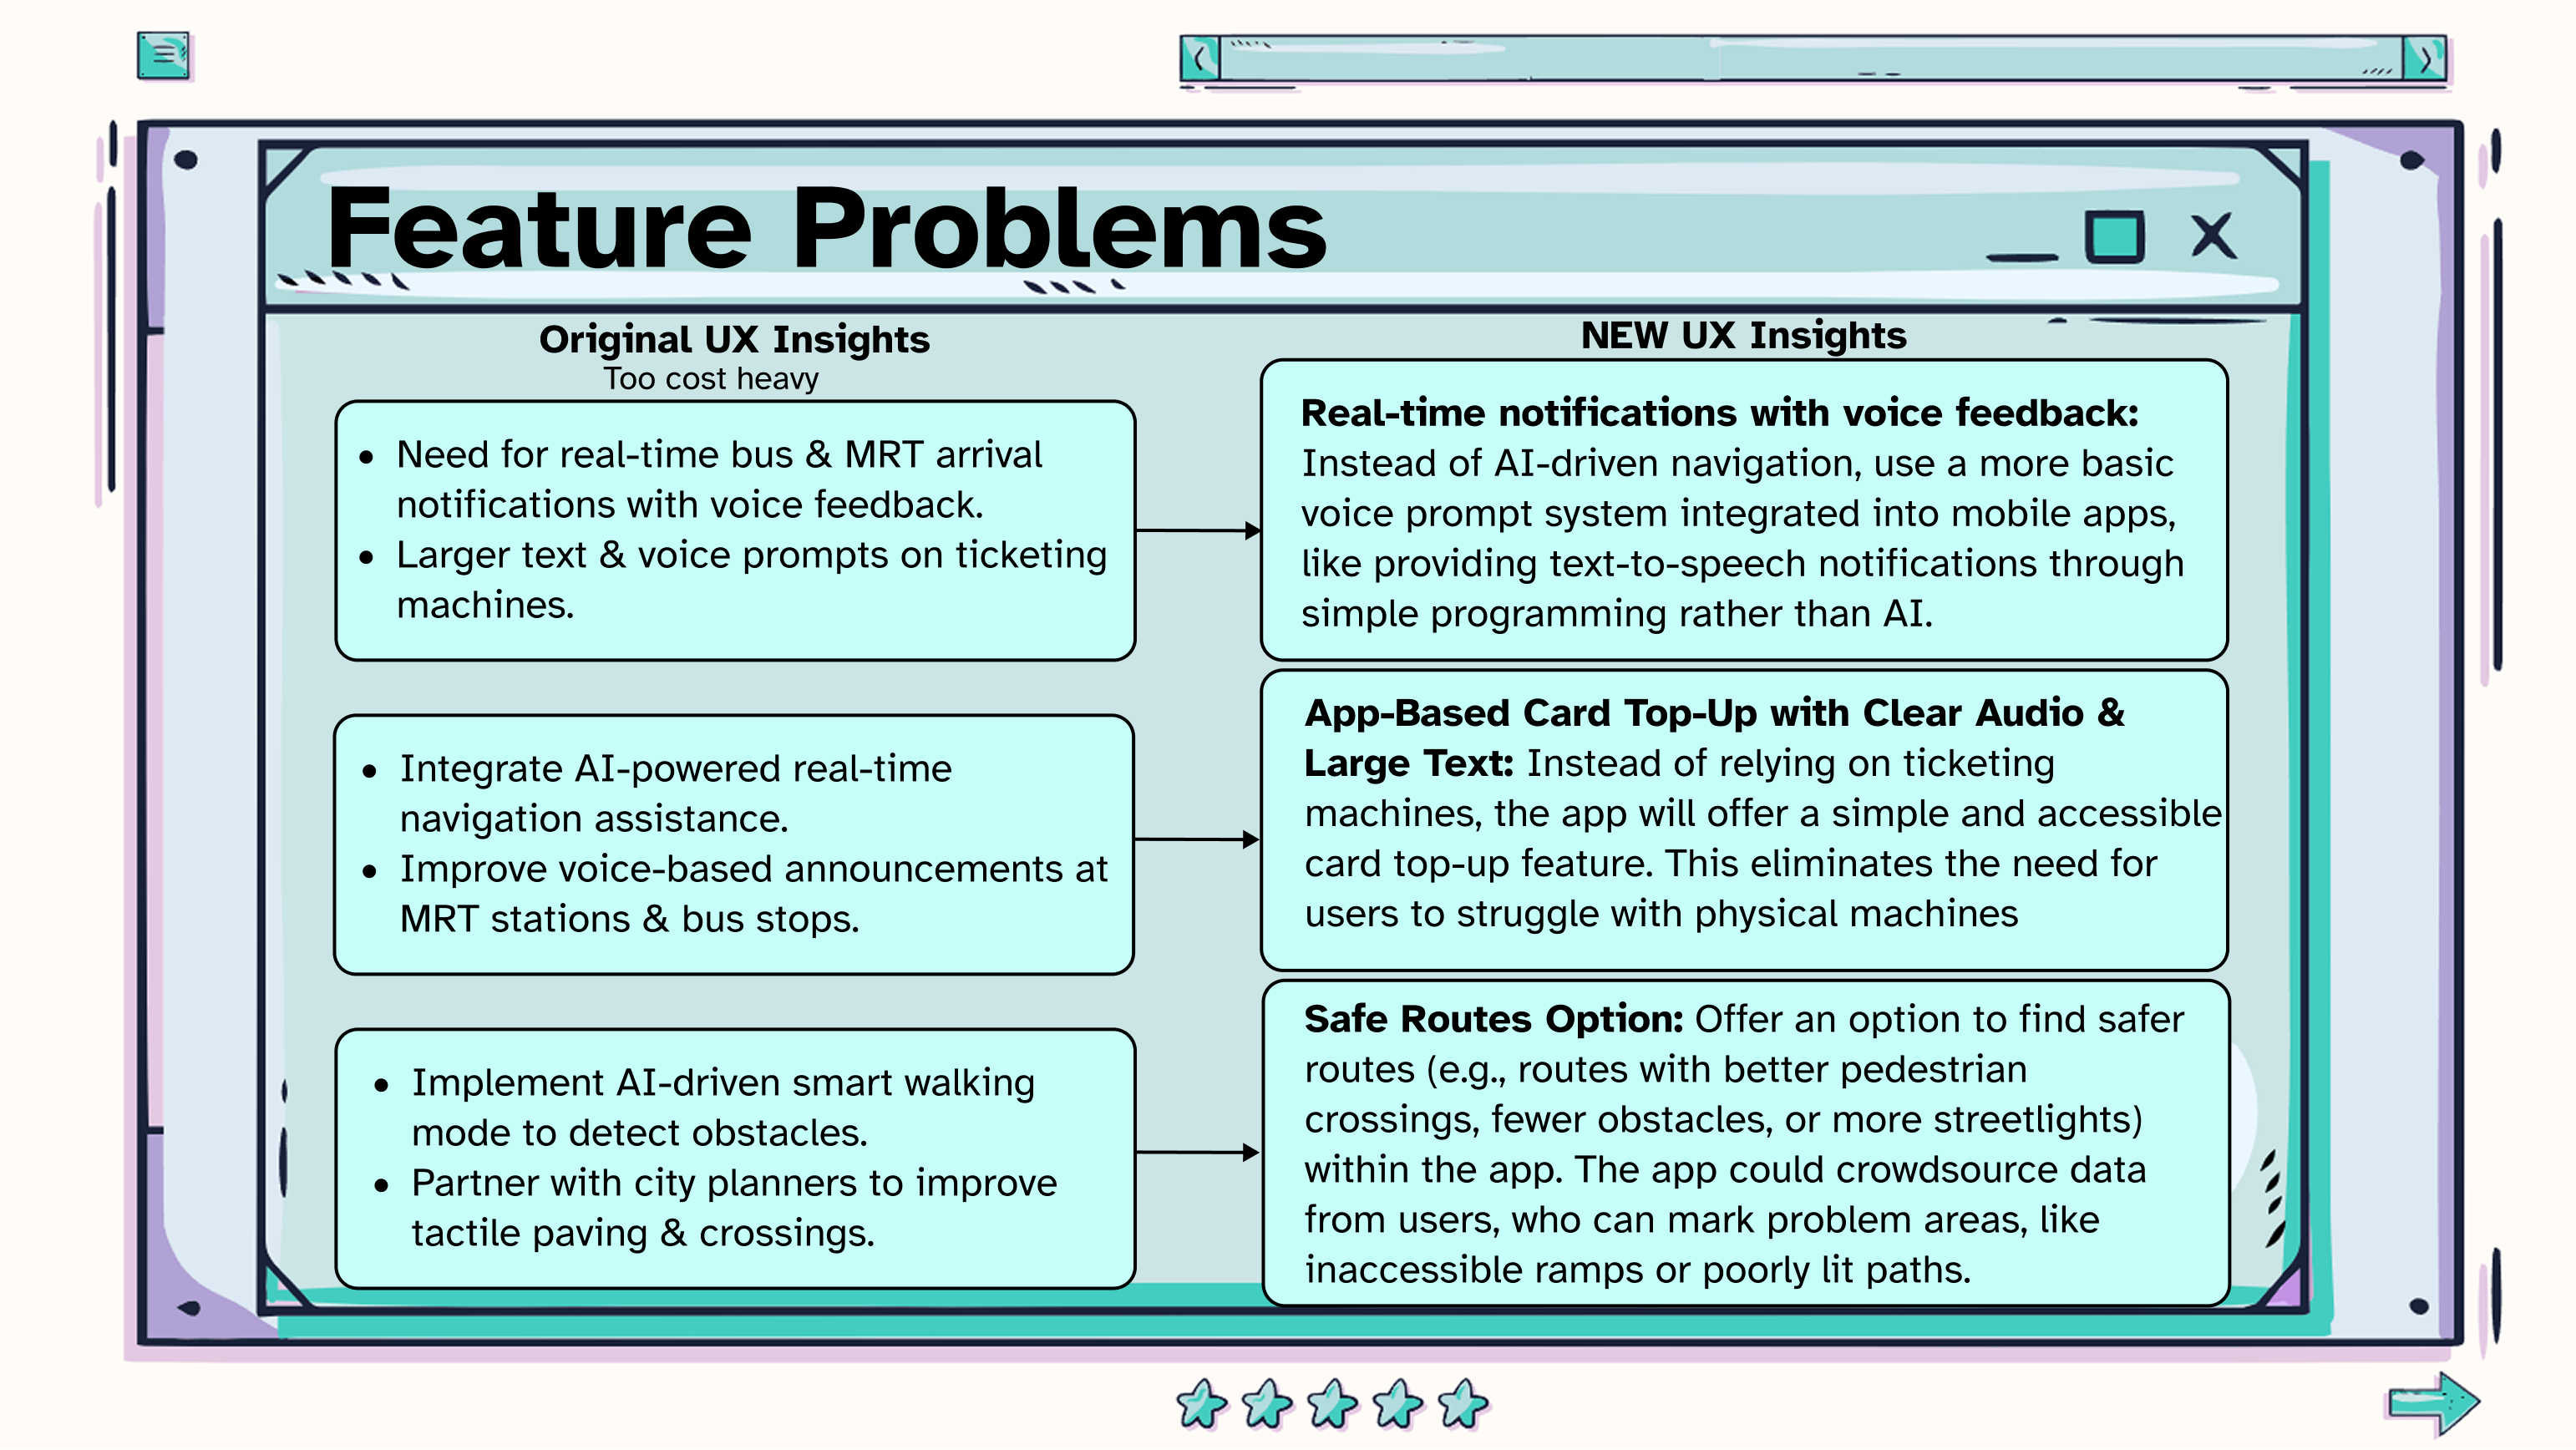 Feature Problems
Original UX Insights
Too cost heavy
• Need for real-time bus & MRT arrival
notifications with voice feedback.
• Larger text & voice prompts on ticketing
machines.
• Integrate AI-powered real-time
navigation assistance.
• Improve voice-based announcements at
MRT stations & bus stops.
• Implement AI-driven smart walking
mode to detect obstacles.
• Partner with city planners to improve
tactile paving & crossings.
NEW UX Insights
Real-time notifications with voice feedback:
Instead of AI-driven navigation, use a more basic
voice prompt system integrated into mobile apps,
like providing text-to-speech notifications through
simple programming rather than AI.
App-Based Card Top-Up with Clear Audio &
Large Text: Instead of relying on ticketing
machines, the app will offer a simple and accessible
card top-up feature. This eliminates the need for
users to struggle with physical machines
Safe Routes Option: Offer an option to find safer
routes (e.g., routes with better pedestrian
crossings, fewer obstacles, or more streetlights)
within the app. The app could crowdsource data
from users, who can mark problem areas, like
inaccessible ramps or poorly lit paths.